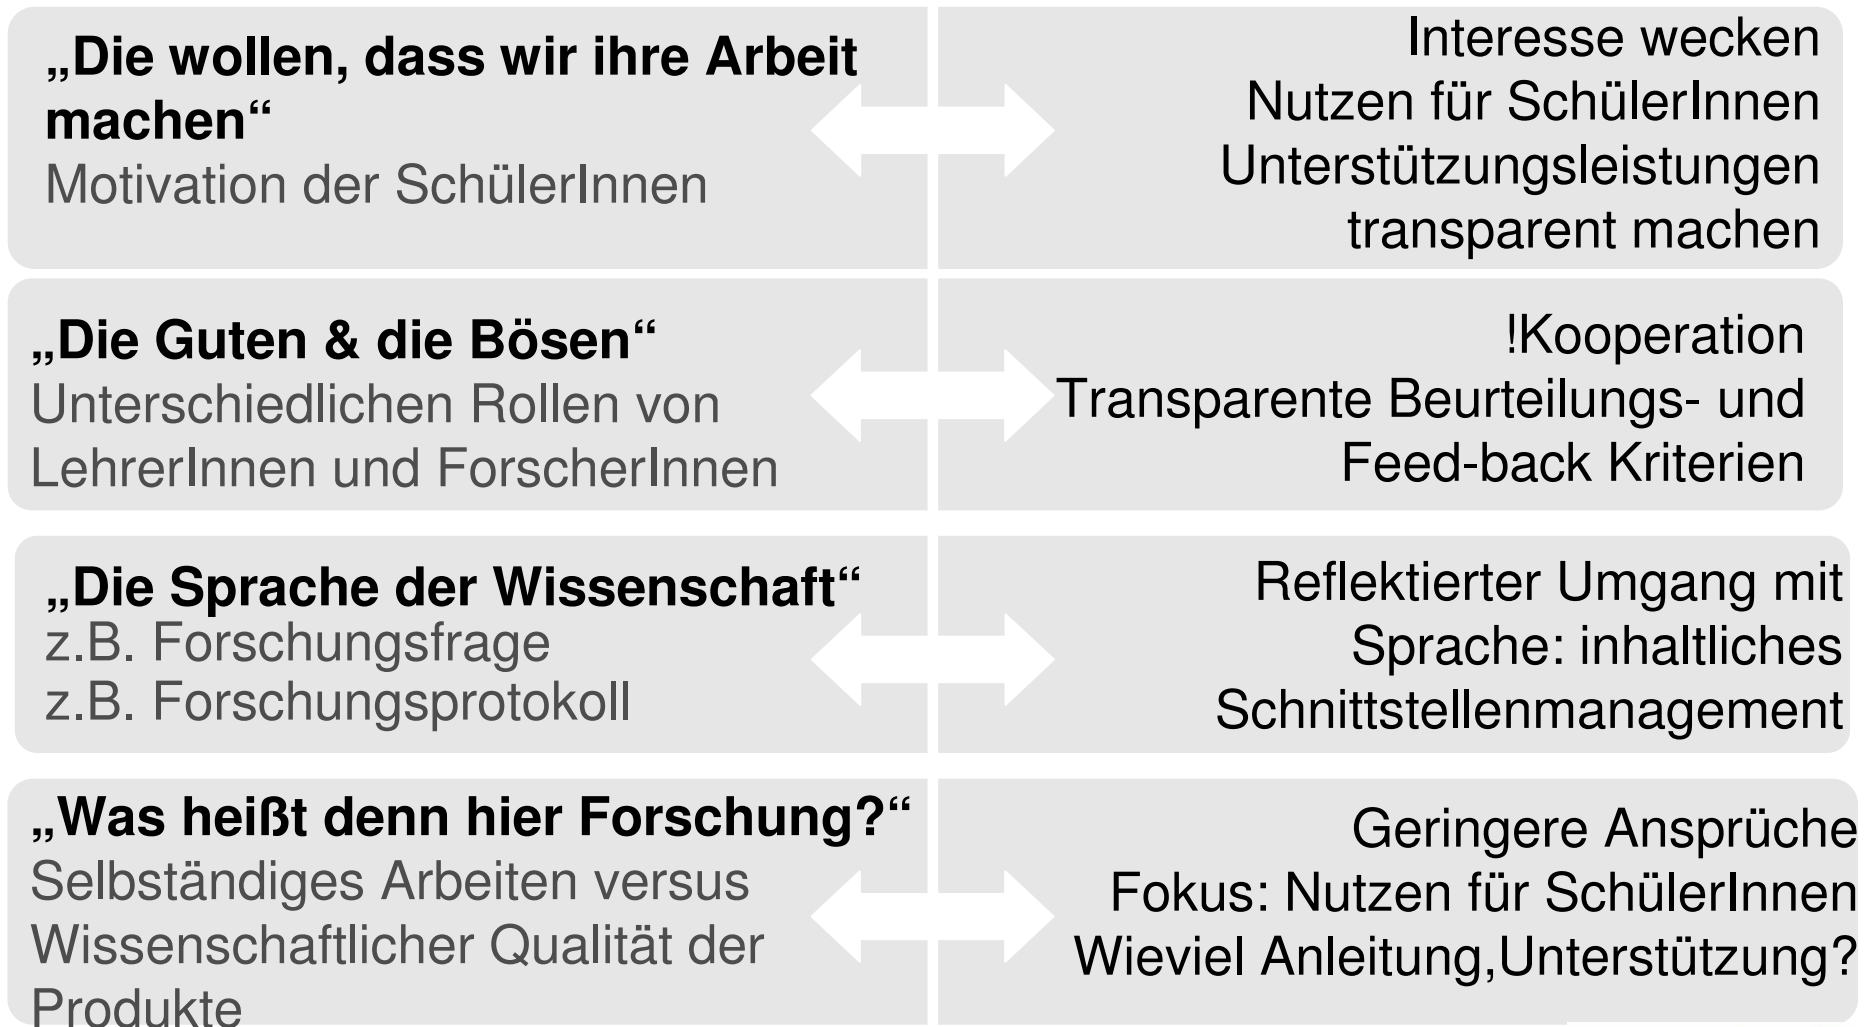 „Die wollen, dass wir ihre Arbeit
machen“
Motivation der SchülerInnen
Interesse wecken
Nutzen für SchülerInnen
Unterstützungsleistungen
transparent machen
„Die Guten & die Bösen“
Unterschiedlichen Rollen von
LehrerInnen und ForscherInnen
!Kooperation
Transparente Beurteilungs- und
Feed-back Kriterien
„Die Sprache der Wissenschaft“
z.B. Forschungsfrage
z.B. Forschungsprotokoll
Reflektierter Umgang mit
Sprache: inhaltliches
Schnittstellenmanagement
„Was heißt denn hier Forschung?“
Selbständiges Arbeiten versus
Wissenschaftlicher Qualität der
Produkte
Geringere Ansprüche
Fokus: Nutzen für SchülerInnen
Wieviel Anleitung,Unterstützung?